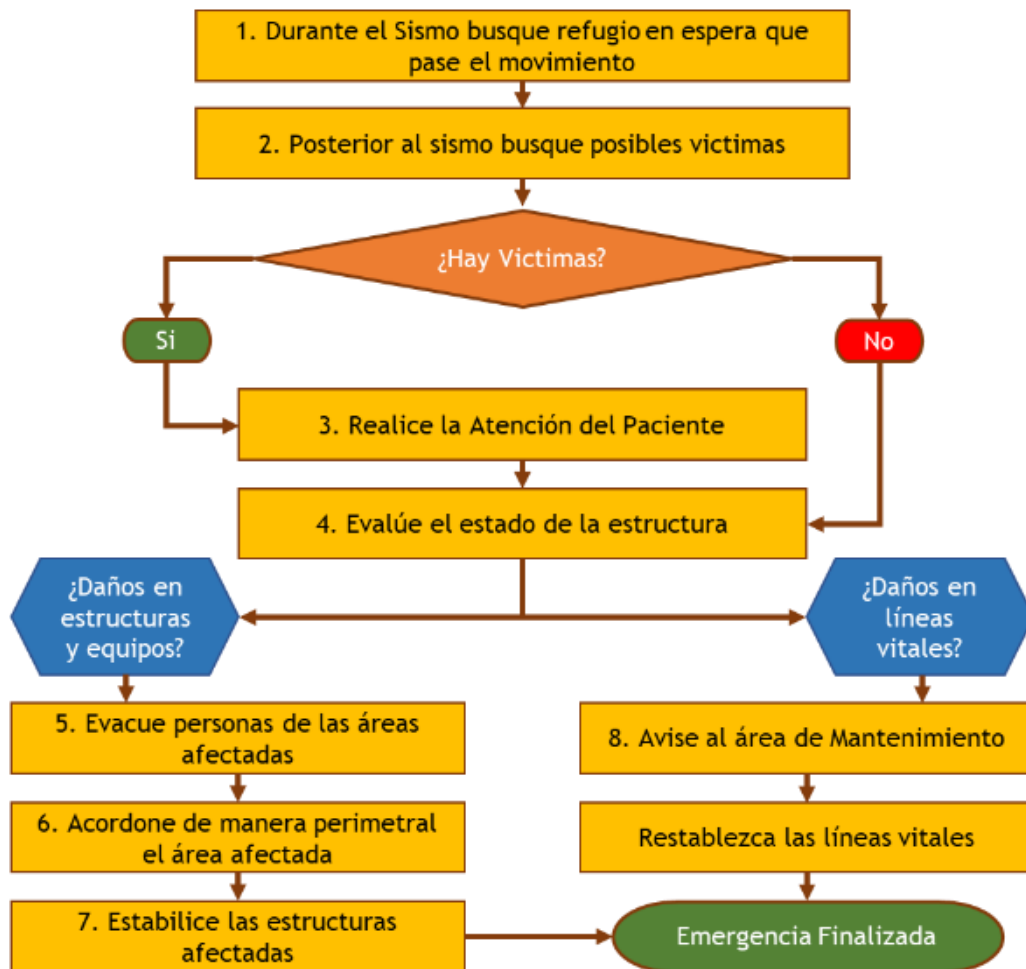 1. Durante el Sismo busque refugio en espera que
pase el movimiento
2. Posterior al sismo busque posibles victimas
¿Hay Victimas?
Si
No
3. Realice la Atención del Paciente
4. Evalúe el estado de la estructura
¿Daños en
estructuras
y equipos?
¿Daños en
líneas
vitales?
5. Evacue personas de las áreas
afectadas
8. Avise al área de Mantenimiento
6. Acordone de manera perimetral
el área afectada
Restablezca las líneas vitales
7. Estabilice las estructuras
afectadas
Emergencia Finalizada